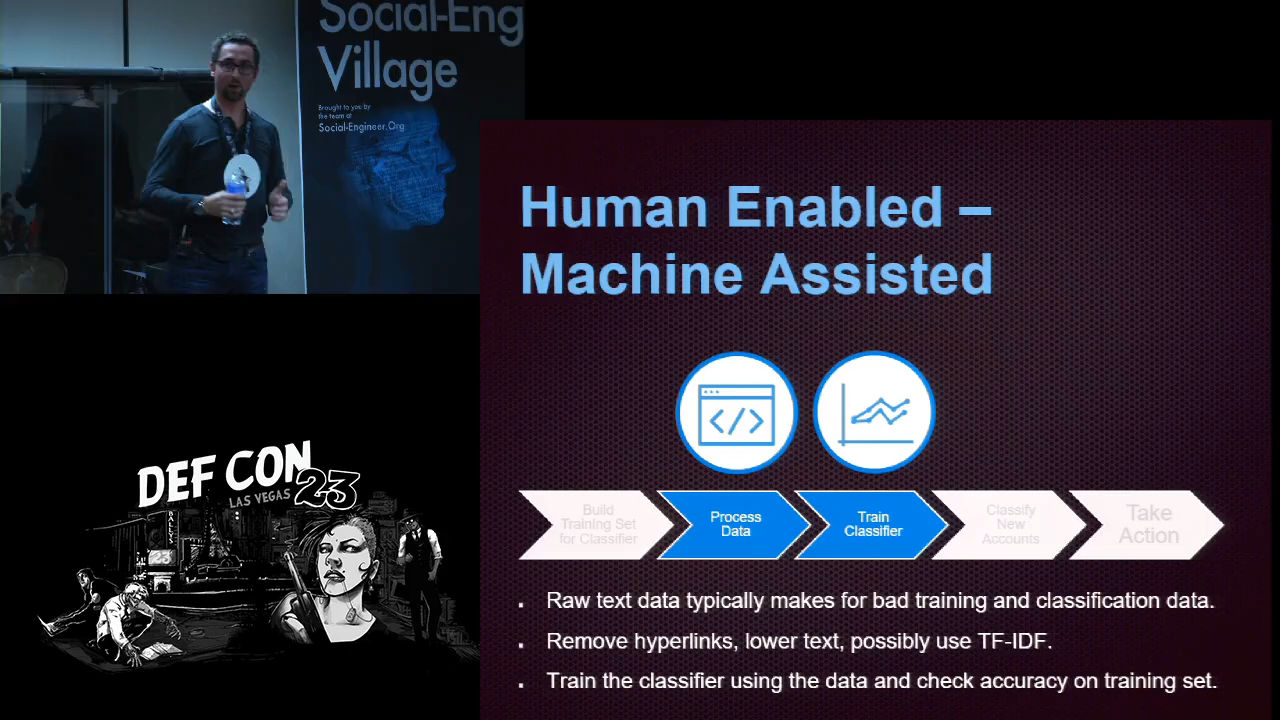 Social-Eng
Village
Brought to you by
the team at
Social-Engineer.Org
Human Enabled –
Machine Assisted
Build
Training Set
for Classifier
Process
Data
Train
Classifier
Classify
New
Accounts
Take
Action
Raw text data typically makes for bad training and classification data.
Remove hyperlinks, lower text, possibly use TF-IDF.
Train the classifier using the data and check accuracy on training set.
DEF CON
LAS VEGAS 23
BALLYS
23